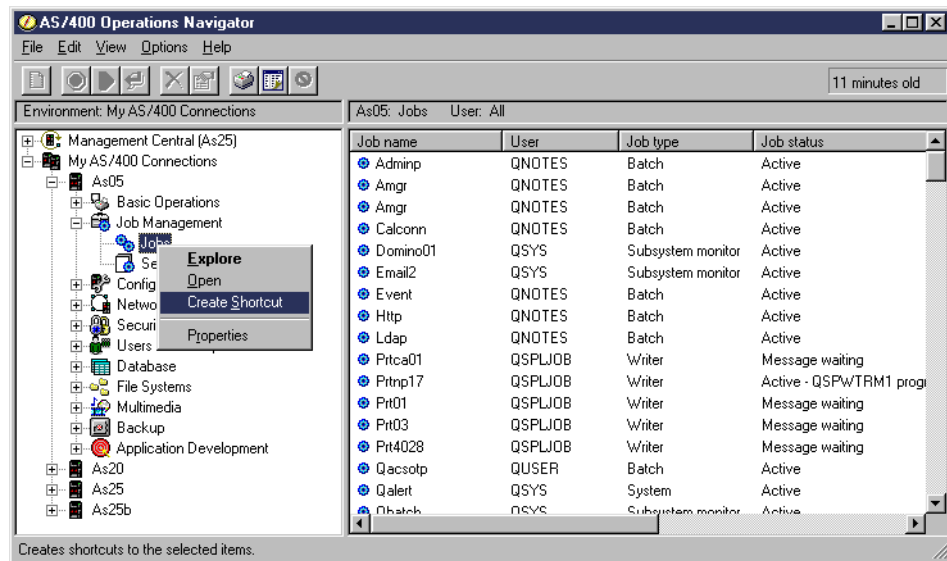 AS/400 Operations Navigator
File Edit View Options Help
11 minutes old
Environment: My AS/400 Connections
As05: Jobs User: All
Management Central (As25)
My AS/400 Connections
As05
Basic Operations
Job Management
Jobs
Se
Config
Netwo
Securi
Users
Database
File Systems
Multimedia
Backup
Application Development
As20
As25
As25b
Explore
Open
Create Shortcut
Properties
Job name User Job type Job status
Adminp QNOTES Batch Active
Amgr QNOTES Batch Active
Amgr QNOTES Batch Active
Calconn QNOTES Batch Active
Domino01 QSYS Subsystem monitor Active
Email2 QSYS Subsystem monitor Active
Event QNOTES Batch Active
Http QNOTES Batch Active
Ldap QNOTES Batch Active
Prtca01 QSPLJOB Writer Message waiting
Prtnp17 QSPLJOB Writer Active - QSPWTRM1 progr
Prt01 QSPLJOB Writer Message waiting
Prt03 QSPLJOB Writer Message waiting
Prt4028 QSPLJOB Writer Message waiting
Qacsotp QUSER Batch Active
Qalert QSYS System Active
Qbatch QSYS Subsystem monitor Active
Creates shortcuts to the selected items.